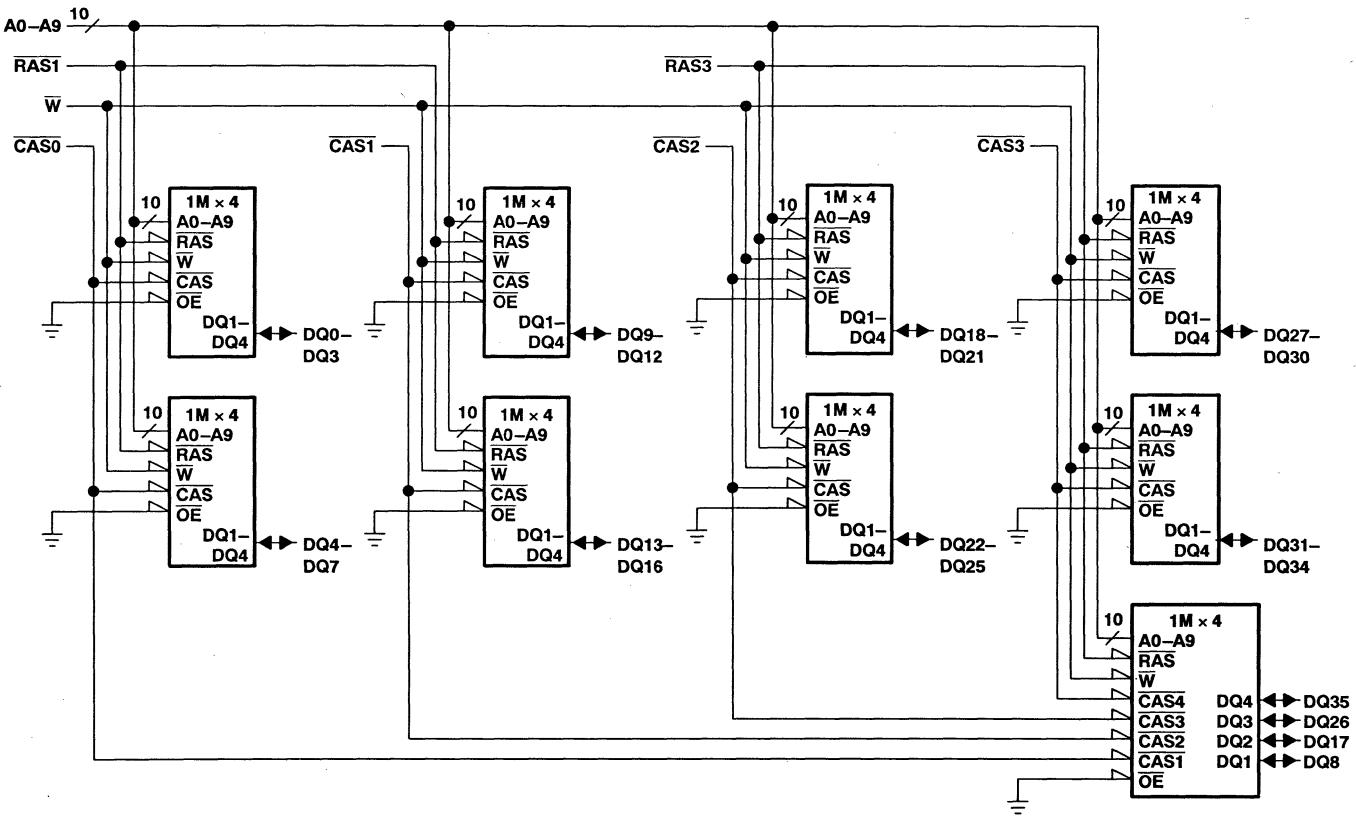 A0–A9 10
RAS1
RAS3
W
CAS0
CAS1
CAS2
CAS3
10
1M × 4
A0–A9
RAS
W
CAS
OE
DQ1–
DQ4
DQ0–
DQ3
10
1M × 4
A0–A9
RAS
W
CAS
OE
DQ1–
DQ4
DQ9–
DQ12
10
1M × 4
A0–A9
RAS
W
CAS
OE
DQ1–
DQ4
DQ18–
DQ21
10
1M × 4
A0–A9
RAS
W
CAS
OE
DQ1–
DQ4
DQ27–
DQ30
10
1M × 4
A0–A9
RAS
W
CAS
OE
DQ1–
DQ4
DQ4–
DQ7
10
1M × 4
A0–A9
RAS
W
CAS
OE
DQ1–
DQ4
DQ13–
DQ16
10
1M × 4
A0–A9
RAS
W
CAS
OE
DQ1–
DQ4
DQ22–
DQ25
10
1M × 4
A0–A9
RAS
W
CAS
OE
DQ1–
DQ4
DQ31–
DQ34
10
1M × 4
A0–A9
RAS
W
CAS4 DQ4 DQ35
CAS3 DQ3 DQ26
CAS2 DQ2 DQ17
CAS1 DQ1 DQ8
OE